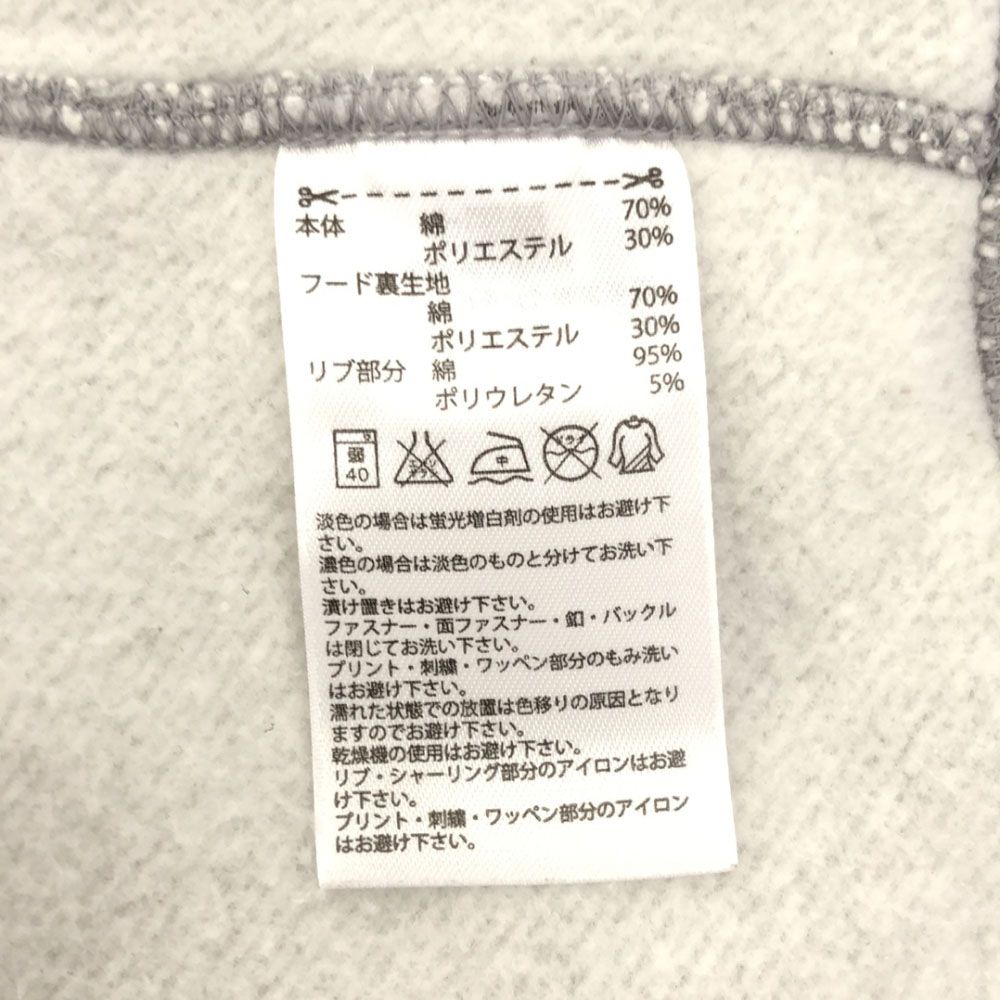 本体 綿 70%
ポリエステル 30%
フード裏生地
綿 70%
ポリエステル 30%
リブ部分 綿 95%
ポリウレタン 5%
弱 中
40
淡色の場合は蛍光増白剤の使用はお避け下
さい。
濃色の場合は淡色のものと分けてお洗い下
さい。
漬け置きはお避け下さい。
ファスナー・面ファスナー・釦・バックル
は閉じてお洗い下さい。
プリント・刺繍・ワッペン部分のもみ洗い
はお避け下さい。
濡れた状態での放置は色移りの原因となり
ますのでお避け下さい。
乾燥機の使用はお避け下さい。
リブ・シャーリング部分のアイロンはお避
け下さい。
プリント・刺繍・ワッペン部分のアイロン
はお避け下さい。